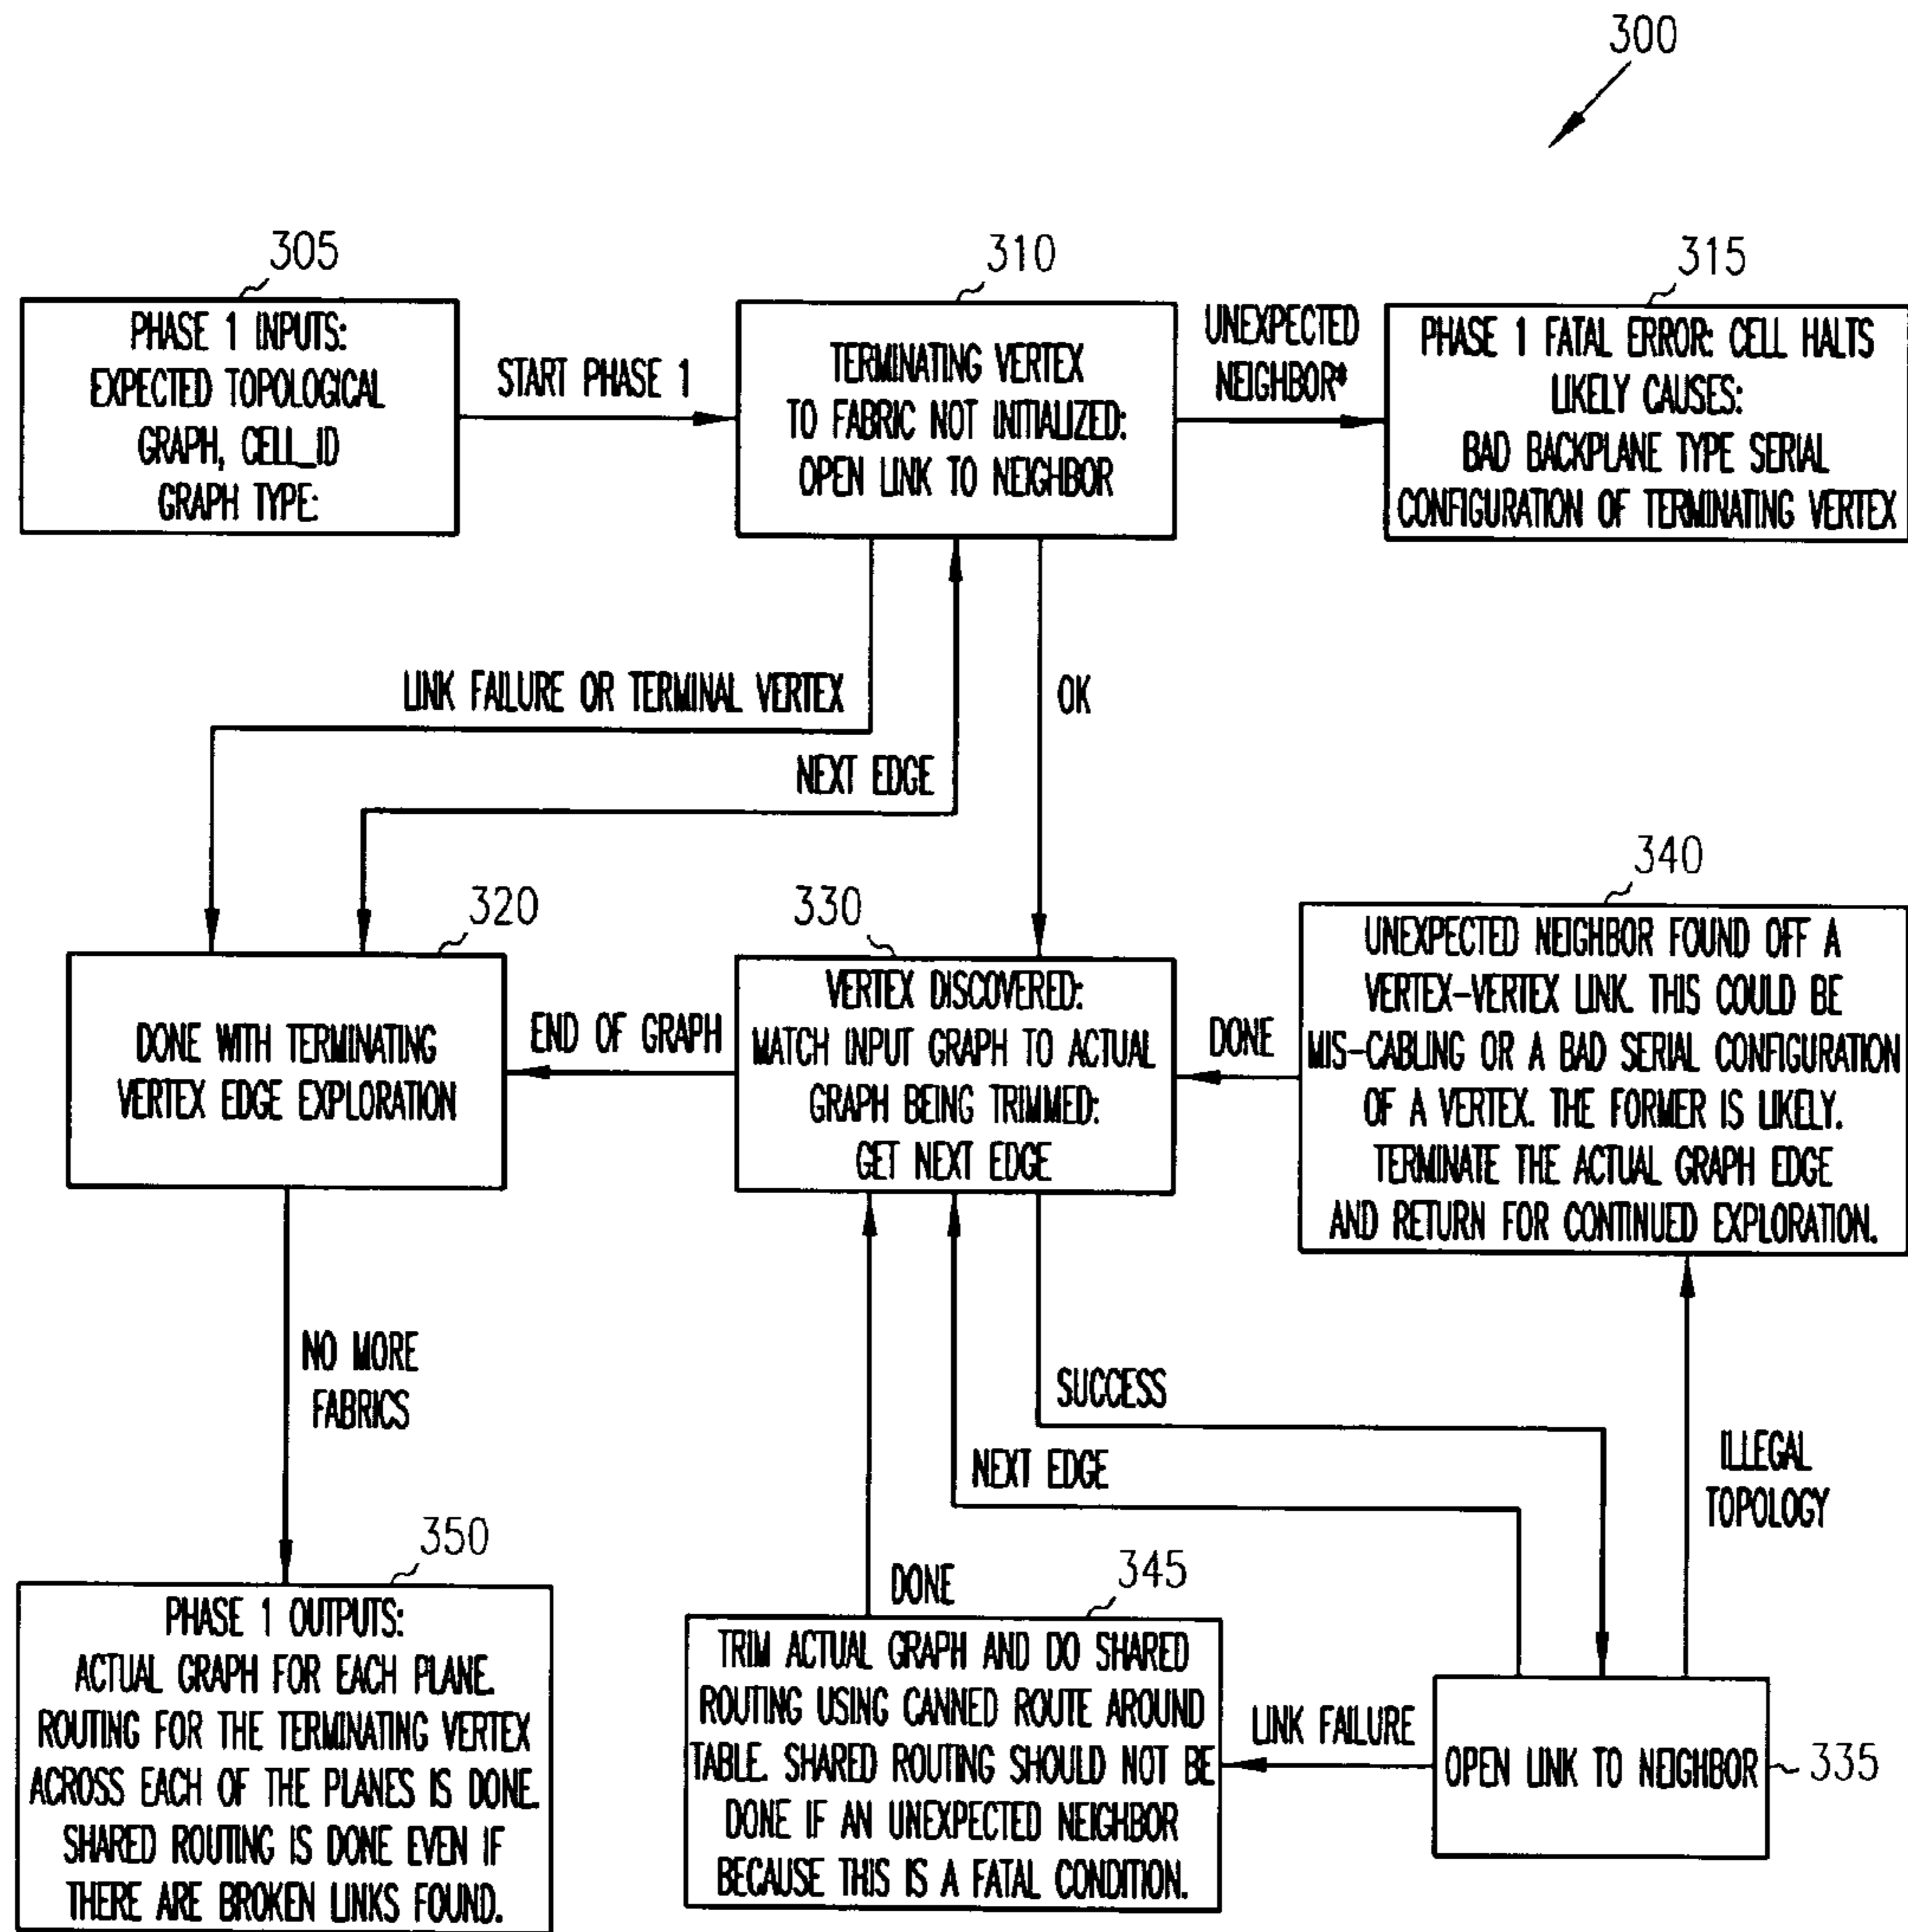 300
305
PHASE 1 INPUTS:
EXPECTED TOPOLOGICAL
GRAPH, CELL_ID
GRAPH TYPE:
START PHASE 1
310
TERMINATING VERTEX
TO FABRIC NOT INITIALIZED:
OPEN LINK TO NEIGHBOR
UNEXPECTED
NEIGHBOR*
315
PHASE 1 FATAL ERROR: CELL HALTS
LIKELY CAUSES:
BAD BACKPLANE TYPE SERIAL
CONFIGURATION OF TERMINATING VERTEX
LINK FAILURE OR TERMINAL VERTEX
OK
NEXT EDGE
320
DONE WITH TERMINATING
VERTEX EDGE EXPLORATION
END OF GRAPH
330
VERTEX DISCOVERED:
MATCH INPUT GRAPH TO ACTUAL
GRAPH BEING TRIMMED:
GET NEXT EDGE
DONE
340
UNEXPECTED NEIGHBOR FOUND OFF A
VERTEX-VERTEX LINK. THIS COULD BE
MIS-CABLING OR A BAD SERIAL CONFIGURATION
OF A VERTEX. THE FORMER IS LIKELY.
TERMINATE THE ACTUAL GRAPH EDGE
AND RETURN FOR CONTINUED EXPLORATION.
NO MORE
FABRICS
SUCCESS
NEXT EDGE
ILLEGAL
TOPOLOGY
350
PHASE 1 OUTPUTS:
ACTUAL GRAPH FOR EACH PLANE.
ROUTING FOR THE TERMINATING VERTEX
ACROSS EACH OF THE PLANES IS DONE.
SHARED ROUTING IS DONE EVEN IF
THERE ARE BROKEN LINKS FOUND.
DONE
345
TRIM ACTUAL GRAPH AND DO SHARED
ROUTING USING CANNED ROUTE AROUND
TABLE. SHARED ROUTING SHOULD NOT BE
DONE IF AN UNEXPECTED NEIGHBOR
BECAUSE THIS IS A FATAL CONDITION.
LINK FAILURE
OPEN LINK TO NEIGHBOR
335